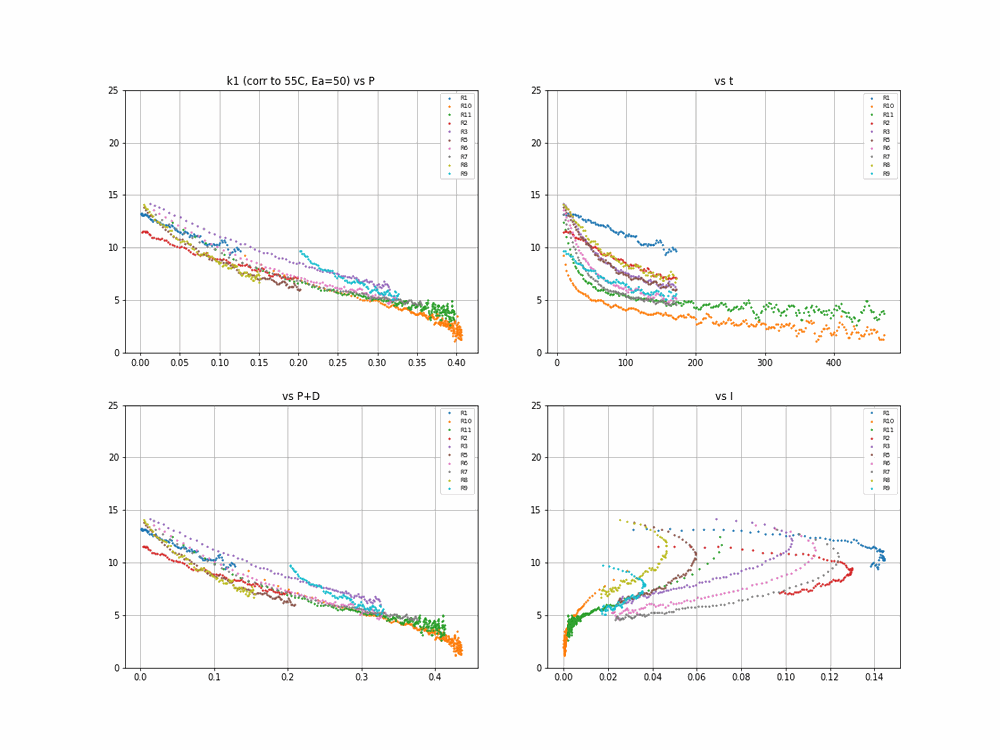 k1 (corr to 55C, Ea=50) vs P
25
20
15
10
5
0
0.00 0.05 0.10 0.15 0.20 0.25 0.30 0.35 0.40
R1
R10
R11
R2
R3
R5
R6
R7
R8
R9
vs t
25
20
15
10
5
0
0 100 200 300 400
R1
R10
R11
R2
R3
R5
R6
R7
R8
R9
vs P+D
25
20
15
10
5
0
0.0 0.1 0.2 0.3 0.4
R1
R10
R11
R2
R3
R5
R6
R7
R8
R9
vs I
25
20
15
10
5
0
0.00 0.02 0.04 0.06 0.08 0.10 0.12 0.14
R1
R10
R11
R2
R3
R5
R6
R7
R8
R9